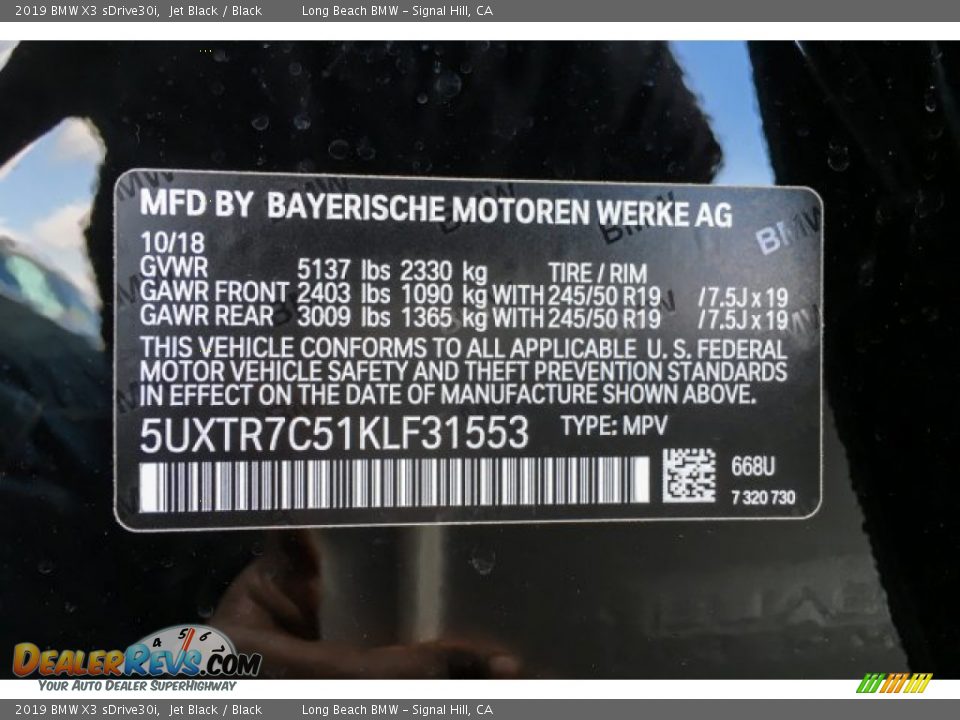 2019 BMW X3 sDrive30i, Jet Black / Black Long Beach BMW - Signal Hill, CA
MFD BY BAYERISCHE MOTOREN WERKE AG
BMW
10/18
GVWR 5137 lbs 2330 kg TIRE / RIM
GAWR FRONT 2403 lbs 1090 kg WITH 245/50 R19 / 7.5J x 19
GAWR REAR 3009 lbs 1365 kg WITH 245/50 R19 / 7.5J x 19
THIS VEHICLE CONFORMS TO ALL APPLICABLE U. S. FEDERAL
MOTOR VEHICLE SAFETY AND THEFT PREVENTION STANDARDS
IN EFFECT ON THE DATE OF MANUFACTURE SHOWN ABOVE.
5UXTR7C51KLF31553 TYPE: MPV
668U
7 320 730
4 5 6
DEALERREVS.COM
YOUR AUTO DEALER SUPERHIGHWAY
2019 BMW X3 sDrive30i, Jet Black / Black Long Beach BMW - Signal Hill, CA